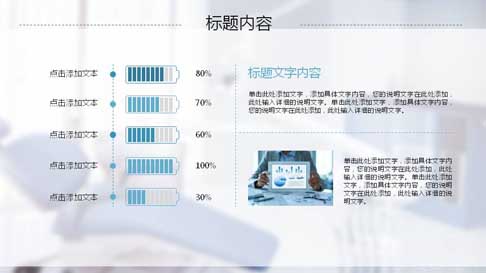 标题内容
点击添加文本
80%
点击添加文本
70%
点击添加文本
60%
点击添加文本
100%
点击添加文本
30%
标题文字内容
单击此处添加文字，添加具体文字内容，您的说明文字在此处添加，
此处输入详细的说明文字。单击此处添加文字，添加具体文字内容，
您的说明文字在此处添加，此处输入详细的说明文字。
单击此处添加文字，添加具体文字内
容，您的说明文字在此处添加，此处
输入详细的说明文字。单击此处添加
文字，添加具体文字内容，您的说明
文字在此处添加，此处输入详细的说
明文字。